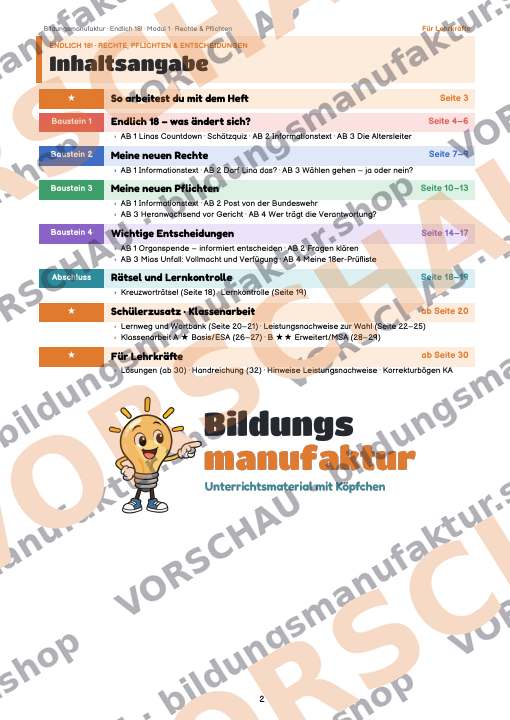 Bildungsmanufaktur · Endlich 18! · Modul 1 · Rechte & Pflichten
Für Lehrkräfte
ENDLICH 18! · RECHTE, PFLICHTEN & ENTSCHEIDUNGEN
Inhaltsangabe
★ So arbeitest du mit dem Heft Seite 3
Baustein 1 Endlich 18 – was ändert sich? Seite 4–6
· AB 1 Linas Countdown · Schätzquiz · AB 2 Informationstext · AB 3 Die Altersleiter
Baustein 2 Meine neuen Rechte Seite 7–9
· AB 1 Informationstext · AB 2 Darf Lina das? · AB 3 Wählen gehen – ja oder nein?
Baustein 3 Meine neuen Pflichten Seite 10–13
· AB 1 Informationstext · AB 2 Post von der Bundeswehr
· AB 3 Heranwachsend vor Gericht · AB 4 Wer trägt die Verantwortung?
Baustein 4 Wichtige Entscheidungen Seite 14–17
· AB 1 Organspende – informiert entscheiden · AB 2 Fragen klären
· AB 3 Mias Unfall: Vollmacht und Verfügung · AB 4 Meine 18er-Prüfliste
Abschluss Rätsel und Lernkontrolle Seite 18–19
· Kreuzworträtsel (Seite 18) · Lernkontrolle (Seite 19)
★ Schülerzusatz · Klassenarbeit ab Seite 20
· Lernweg und Wortbank (Seite 20–21) · Leistungsnachweise zur Wahl (Seite 22–25)
· Klassenarbeit A ★ Basis/ESA (26–27) · B ★★ Erweitert/MSA (28–29)
★ Für Lehrkräfte ab Seite 30
· Lösungen (ab 30) · Handreichung (32) · Hinweise Leistungsnachweise · Korrekturbögen KA
Bildungs
manufaktur
Unterrichtsmaterial mit Köpfchen
VORSCHAU · bildungsmanufaktur.shop
2